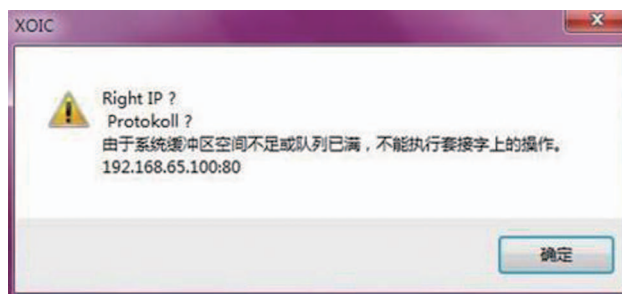 XOIC
Right IP ?
Protokoll ?
由于系统缓冲区空间不足或队列已满，不能执行套接字上的操作。
192.168.65.100:80
确定